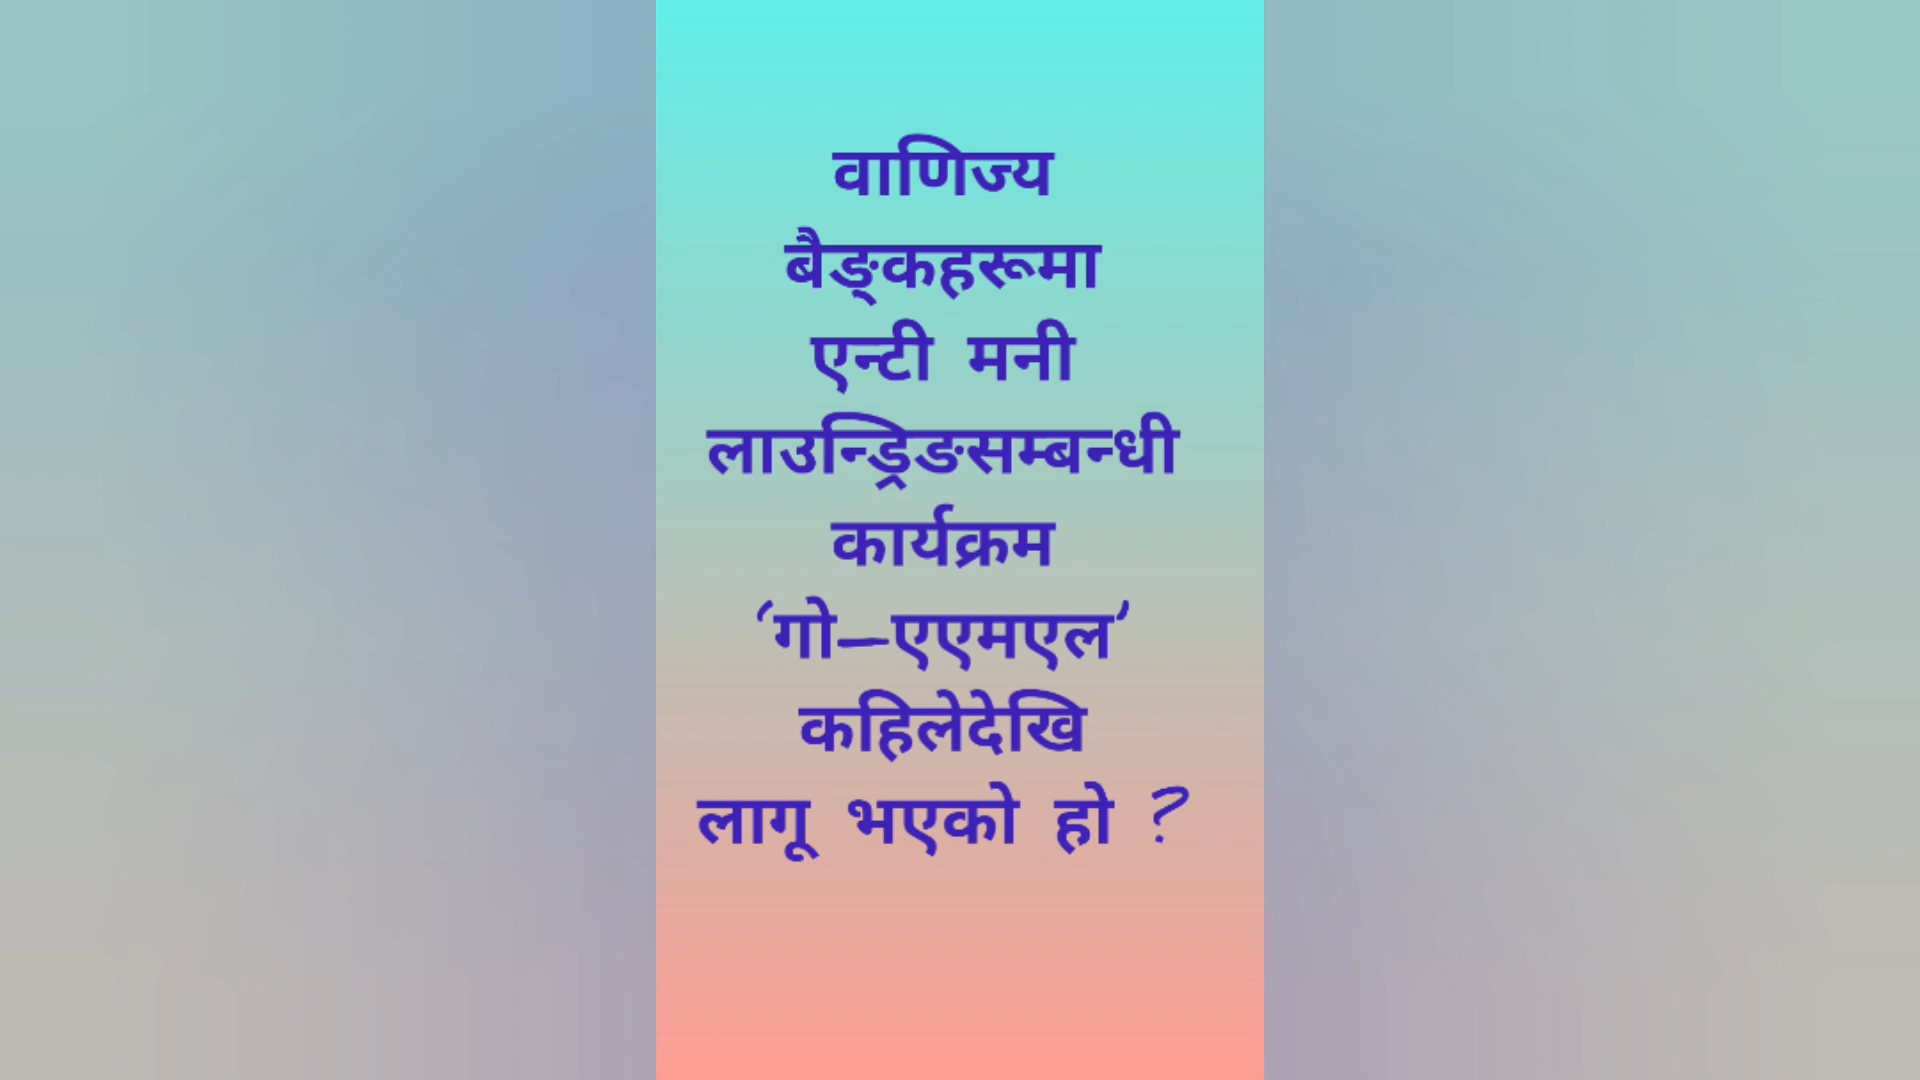 वाणिज्य
बैङ्कहरूमा
एन्टी मनी
लाउन्ड्रिङसम्बन्धी
कार्यक्रम
‘गो–एएमएल’
कहिलेदेखि
लागू भएको हो ?